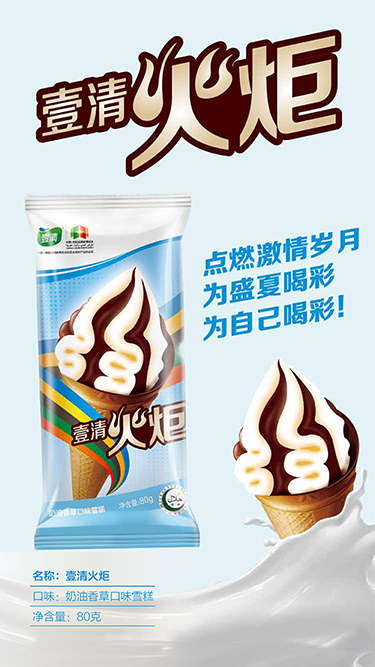 壹清火炬
点燃激情岁月
为盛夏喝彩
为自己喝彩!
壹清
壹清火炬
净含量:80g
奶油香草口味雪糕
حلال
名称：壹清火炬
口味：奶油香草口味雪糕
净含量：80克